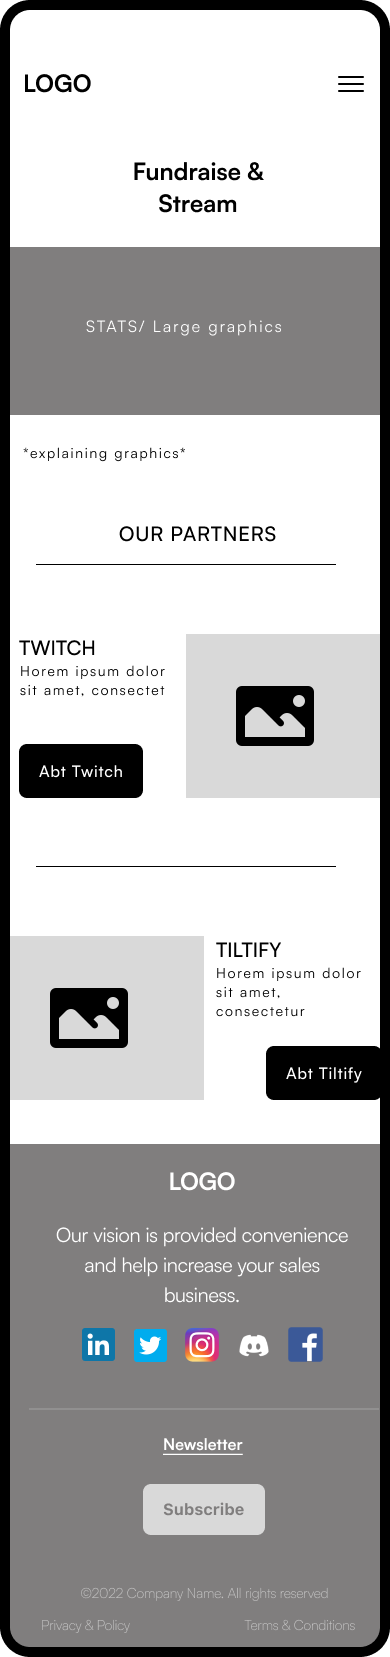 LOGO
Fundraise &
Stream
STATS/ Large graphics
*explaining graphics*
OUR PARTNERS
TWITCH
Horem ipsum dolor
sit amet, consectet
Abt Twitch
TILTIFY
Horem ipsum dolor
sit amet,
consectetur
Abt Tiltify
LOGO
Our vision is provided convenience
and help increase your sales
business.
in
f
Newsletter
Subscribe
©2022 Company Name. All rights reserved
Privacy & Policy
Terms & Conditions